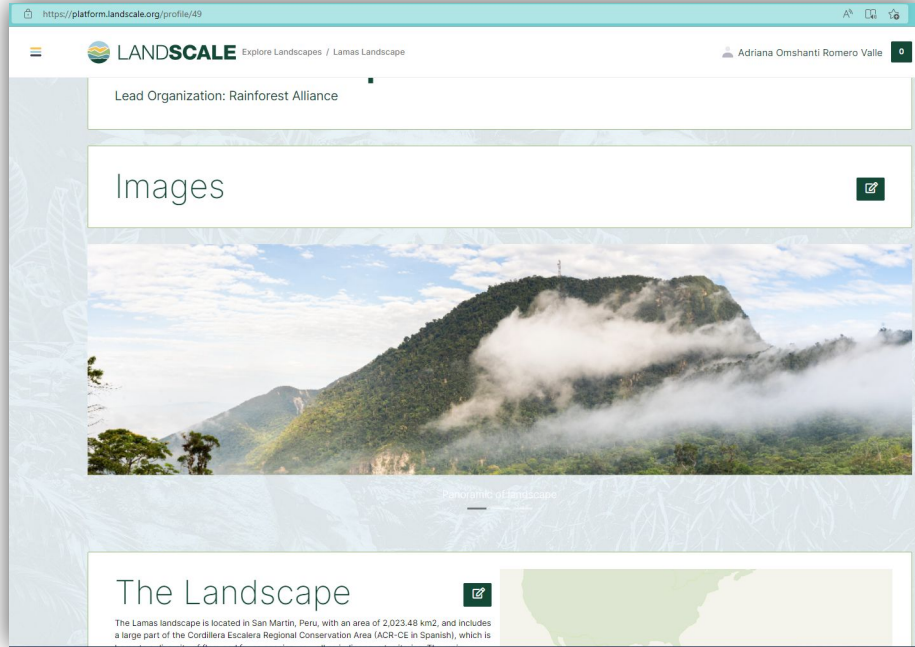 https://platform.landscale.org/profile/49
LANDSCALE Explore Landscapes / Lamas Landscape
Adriana Omshanti Romero Valle 0
Lead Organization: Rainforest Alliance
Images
Panoramic of landscape
The Landscape
The Lamas landscape is located in San Martin, Peru, with an area of 2,023.48 km2, and includes
a large part of the Cordillera Escalera Regional Conservation Area (ACR-CE in Spanish), which is